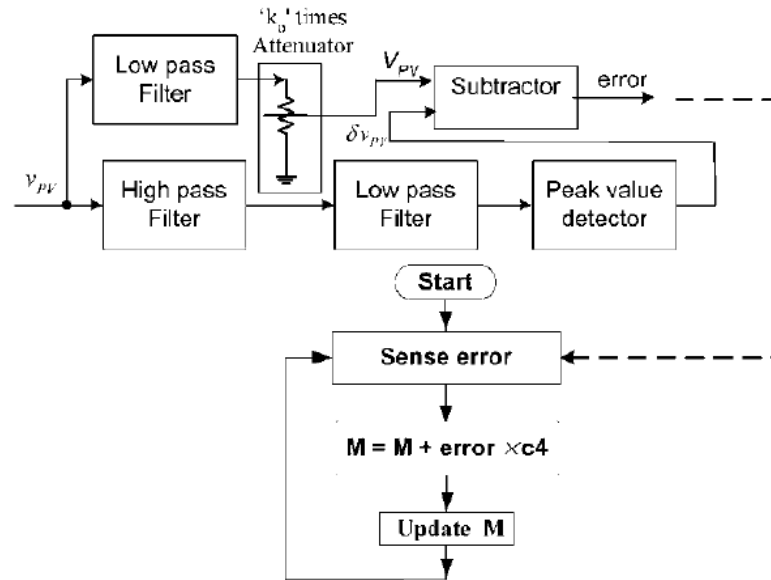 'k_b' times
Attenuator
Low pass
Filter
V_PV
Subtractor
error
δv_PV
v_PV
High pass
Filter
Low pass
Filter
Peak value
detector
Start
Sense error
M = M + error ×c4
Update M